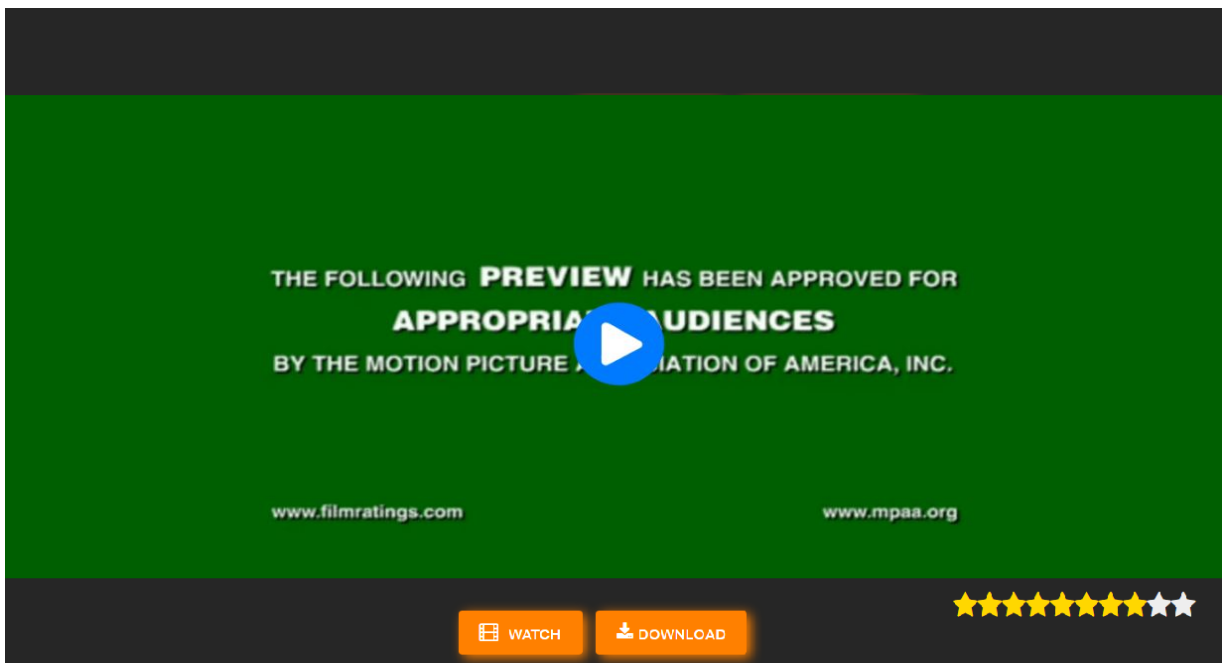 THE FOLLOWING PREVIEW HAS BEEN APPROVED FOR
AUDIENCES
BY THE MOTION PICTURE OF AMERICA, INC.
www.filmratings.com www.mpaa.org
WATCH DOWNLOAD